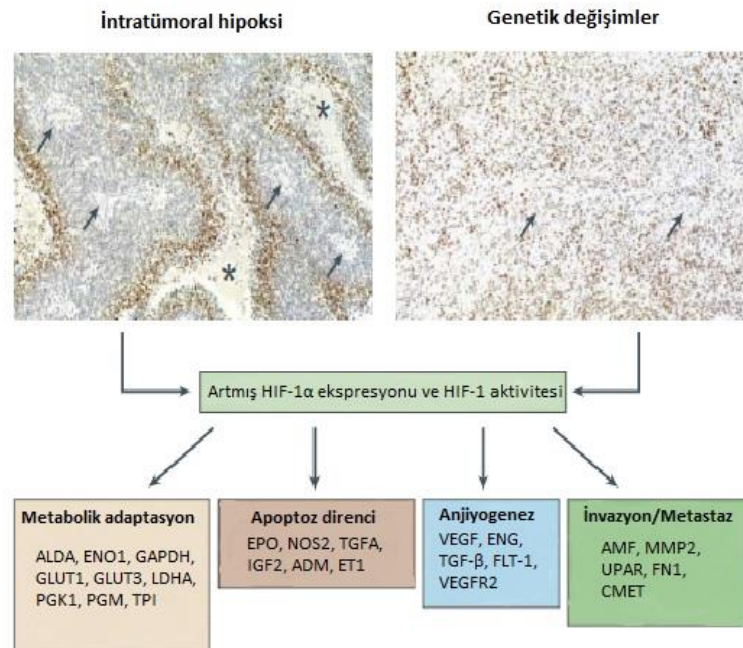 İntratümoral hipoksi
Genetik değişimler
*
*
Artmış HIF-1α ekspresyonu ve HIF-1 aktivitesi
Metabolik adaptasyon
ALDA, ENO1, GAPDH,
GLUT1, GLUT3, LDHA,
PGK1, PGM, TPI
Apoptoz direnci
EPO, NOS2, TGFA,
IGF2, ADM, ET1
Anjiyogenez
VEGF, ENG,
TGF-β, FLT-1,
VEGFR2
İnvazyon/Metastaz
AMF, MMP2,
UPAR, FN1,
CMET